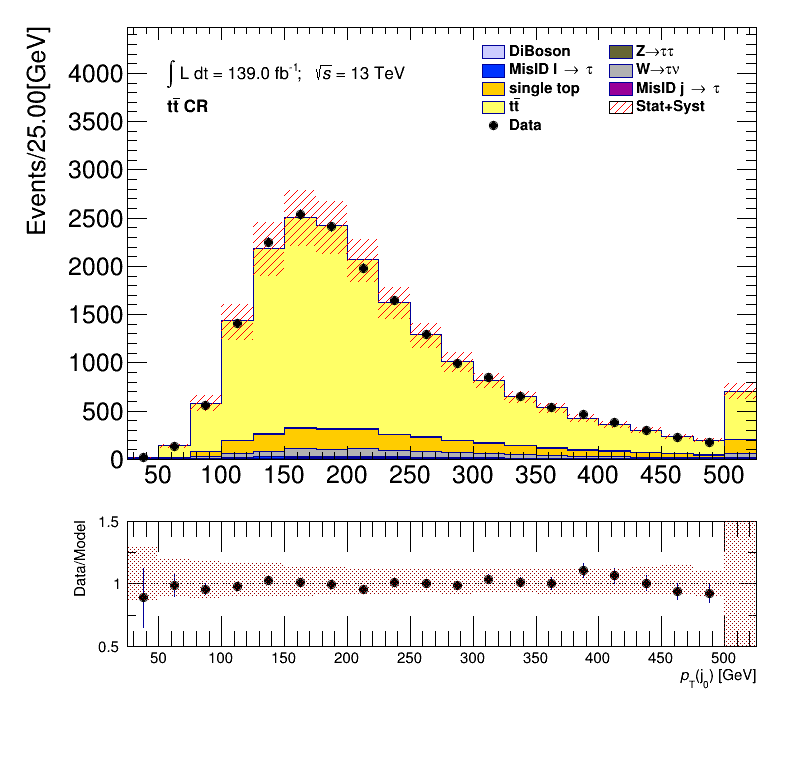 Events/25.00[GeV]
∫ L dt = 139.0 fb⁻¹; √s = 13 TeV
tt̄ CR
DiBoson
MisID l → τ
single top
tt̄
Data
Z→ττ
W→τν
MisID j → τ
Stat+Syst
4000
3500
3000
2500
2000
1500
1000
500
0
50 100 150 200 250 300 350 400 450 500
Data/Model
1.5
1
0.5
50 100 150 200 250 300 350 400 450 500
p_T(j_0) [GeV]